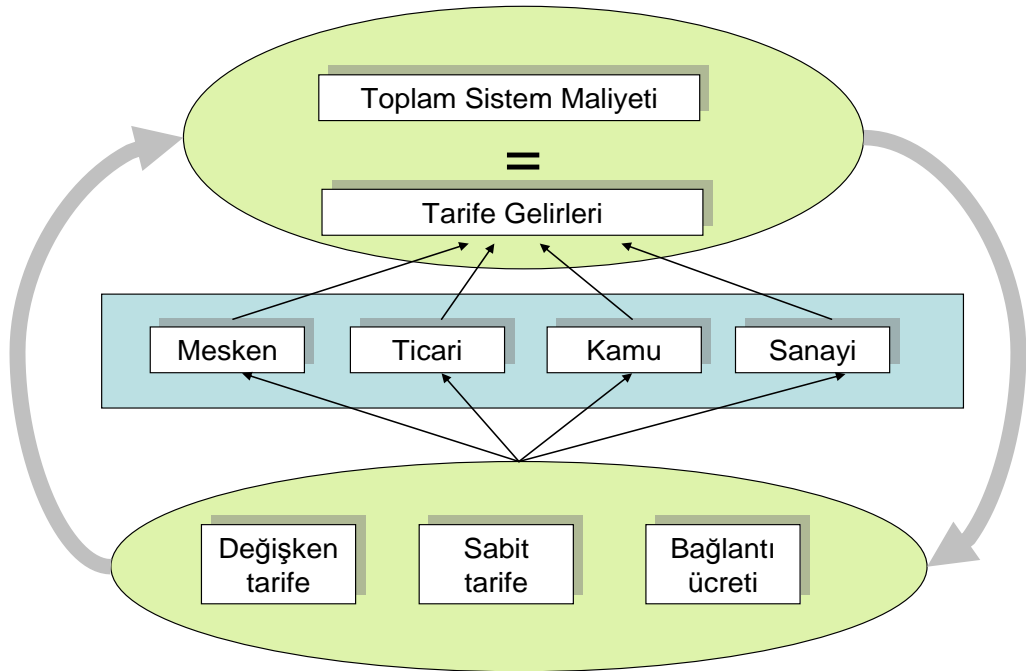 Toplam Sistem Maliyeti
=
Tarife Gelirleri
Mesken
Ticari
Kamu
Sanayi
Değişken
tarife
Sabit
tarife
Bağlantı
ücreti